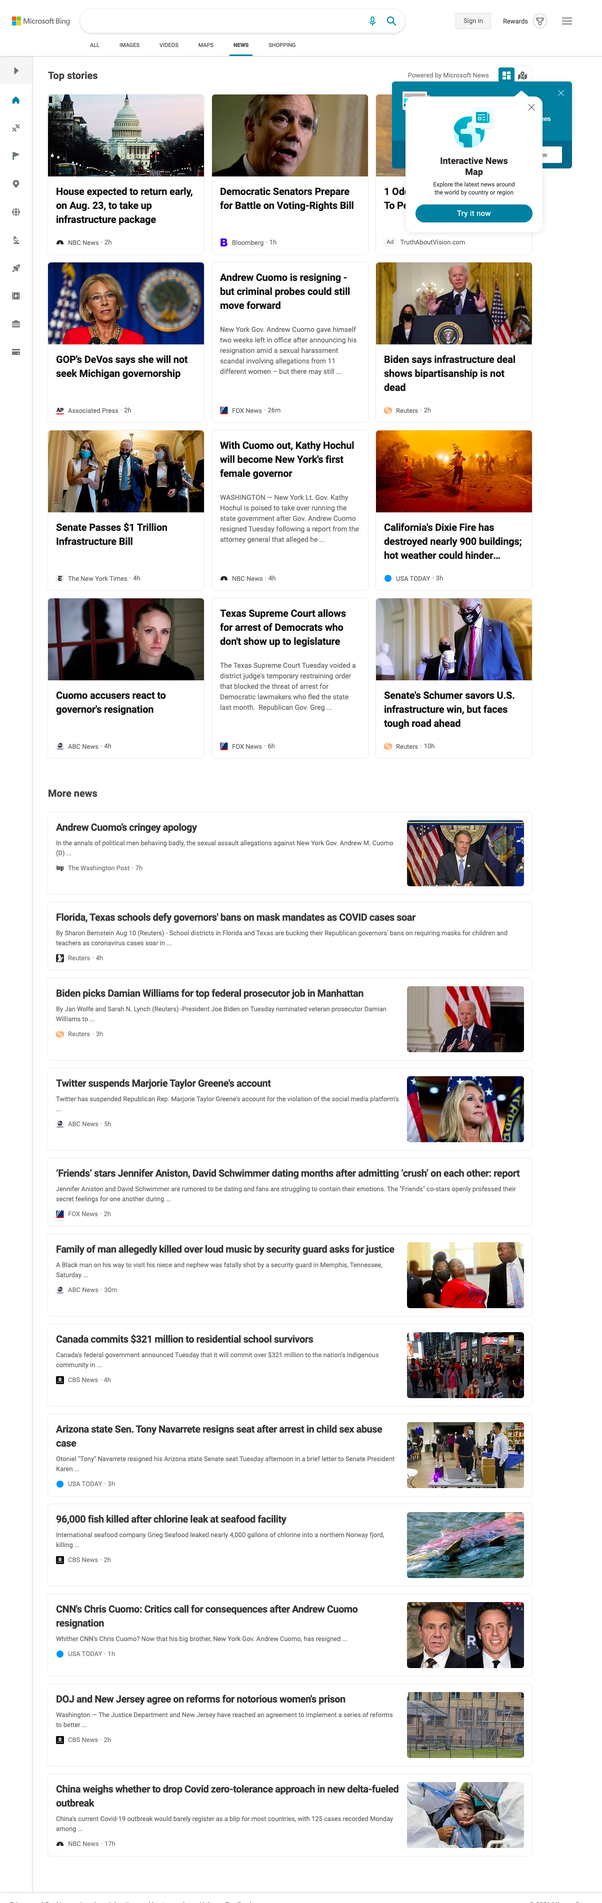 Microsoft Bing
Sign in
Rewards
ALL
IMAGES
VIDEOS
MAPS
NEWS
SHOPPING
Top stories
Powered by Microsoft News
Interactive News
Map
Explore the latest news around
the world by country or region
Try it now
House expected to return early,
on Aug. 23, to take up
infrastructure package
NBC News · 2h
Democratic Senators Prepare
for Battle on Voting-Rights Bill
Bloomberg · 1h
Ad TruthAboutVision.com
GOP's DeVos says she will not
seek Michigan governorship
AP Associated Press · 2h
Andrew Cuomo is resigning -
but criminal probes could still
move forward
New York Gov. Andrew Cuomo gave himself
two weeks left in office after announcing his
resignation amid a sexual harassment
scandal involving allegations from 11
different women – but there may still ...
FOX News · 26m
Biden says infrastructure deal
shows bipartisanship is not
dead
Reuters · 2h
Senate Passes $1 Trillion
Infrastructure Bill
The New York Times · 4h
With Cuomo out, Kathy Hochul
will become New York's first
female governor
WASHINGTON — New York Lt. Gov. Kathy
Hochul is poised to take over running the
state government after Gov. Andrew Cuomo
resigned Tuesday following a report from the
attorney general that alleged he ...
NBC News · 4h
California's Dixie Fire has
destroyed nearly 900 buildings;
hot weather could hinder...
USA TODAY · 3h
Cuomo accusers react to
governor's resignation
ABC News · 4h
Texas Supreme Court allows
for arrest of Democrats who
don't show up to legislature
The Texas Supreme Court Tuesday voided a
district judge's temporary restraining order
that blocked the threat of arrest for
Democratic lawmakers who fled the state
last month. Republican Gov. Greg ...
FOX News · 6h
Senate's Schumer savors U.S.
infrastructure win, but faces
tough road ahead
Reuters · 10h
More news
Andrew Cuomo's cringey apology
In the annals of political men behaving badly, the sexual assault allegations against New York Gov. Andrew M. Cuomo
(D) ...
The Washington Post · 7h
Florida, Texas schools defy governors' bans on mask mandates as COVID cases soar
By Sharon Bernstein Aug 10 (Reuters) - School districts in Florida and Texas are bucking their Republican governors' bans on requiring masks for children and
teachers as coronavirus cases soar in ...
Reuters · 4h
Biden picks Damian Williams for top federal prosecutor job in Manhattan
By Jan Wolfe and Sarah N. Lynch (Reuters) -President Joe Biden on Tuesday nominated veteran prosecutor Damian
Williams to ...
Reuters · 3h
Twitter suspends Marjorie Taylor Greene's account
Twitter has suspended Republican Rep. Marjorie Taylor Greene's account for the violation of the social media platform's
...
ABC News · 5h
'Friends' stars Jennifer Aniston, David Schwimmer dating months after admitting 'crush' on each other: report
Jennifer Aniston and David Schwimmer are rumored to be dating and fans are struggling to contain their emotions. The "Friends" co-stars openly professed their
secret feelings for one another during ...
FOX News · 2h
Family of man allegedly killed over loud music by security guard asks for justice
A Black man on his way to visit his niece and nephew was fatally shot by a security guard in Memphis, Tennessee,
Saturday ...
ABC News · 30m
Canada commits $321 million to residential school survivors
Canada's federal government announced Tuesday that it will commit over $321 million to the nation's Indigenous
community in ...
CBS News · 4h
Arizona state Sen. Tony Navarrete resigns seat after arrest in child sex abuse
case
Otoniel "Tony" Navarrete resigned his Arizona state Senate seat Tuesday afternoon in a brief letter to Senate President
Karen ...
USA TODAY · 3h
96,000 fish killed after chlorine leak at seafood facility
International seafood company Grieg Seafood leaked nearly 4,000 gallons of chlorine into a northern Norway fjord,
killing ...
CBS News · 2h
CNN's Chris Cuomo: Critics call for consequences after Andrew Cuomo
resignation
Whither CNN's Chris Cuomo? Now that his big brother, New York Gov. Andrew Cuomo, has resigned ...
USA TODAY · 1h
DOJ and New Jersey agree on reforms for notorious women's prison
Washington — The Justice Department and New Jersey have reached an agreement to implement a series of reforms
to better ...
CBS News · 2h
China weighs whether to drop Covid zero-tolerance approach in new delta-fueled
outbreak
China's current Covid-19 outbreak would barely register as a blip for most countries, with 125 cases recorded Monday
among ...
NBC News · 17h